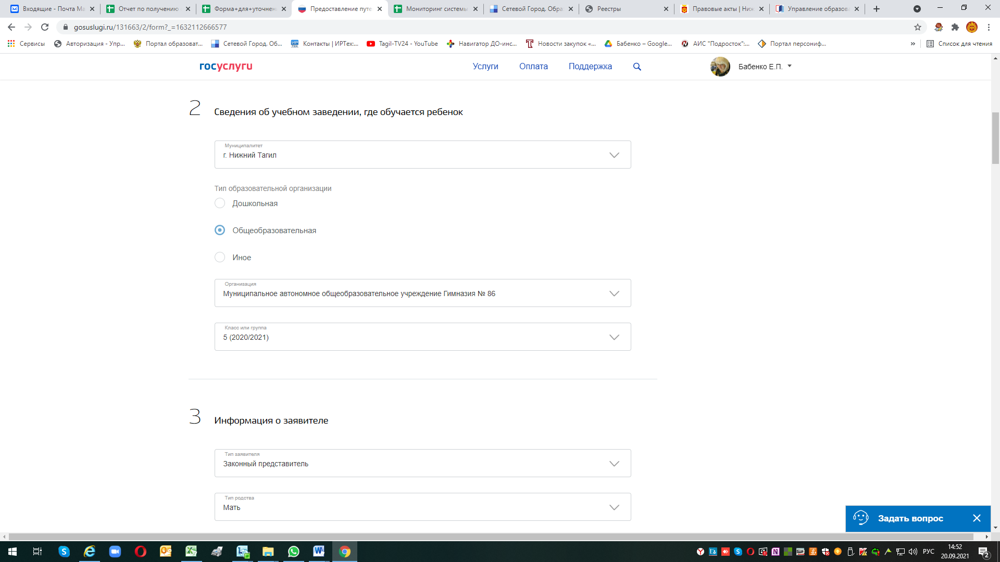 Входящие - Почта Ma
Отчет по получению
Форма+для+уточнен
Предоставление путе
Мониторинг системы
Сетевой Город. Обра
Реестры
Правовые акты | Ниж
Управление образова
gosuslugi.ru/131663/2/form?_=1632112666577
Сервисы
Авторизация - Упр...
Портал образоват...
Сетевой Город. Об...
Контакты | ИРТех:...
Tagil-TV24 - YouTube
Навигатор ДО-инс...
Новости закупок «...
Бабенко – Google...
АИС "Подросток":...
Портал персониф...
»
Список для чтения
госуслуги
Услуги
Оплата
Поддержка
Бабенко Е.П.
2 Сведения об учебном заведении, где обучается ребенок
Муниципалитет
г. Нижний Тагил
Тип образовательной организации
Дошкольная
Общеобразовательная
Иное
Организация
Муниципальное автономное общеобразовательное учреждение Гимназия № 86
Класс или группа
5 (2020/2021)
3 Информация о заявителе
Тип заявителя
Законный представитель
Тип родства
Мать
Задать вопрос
РУС
14:52
20.09.2021
2